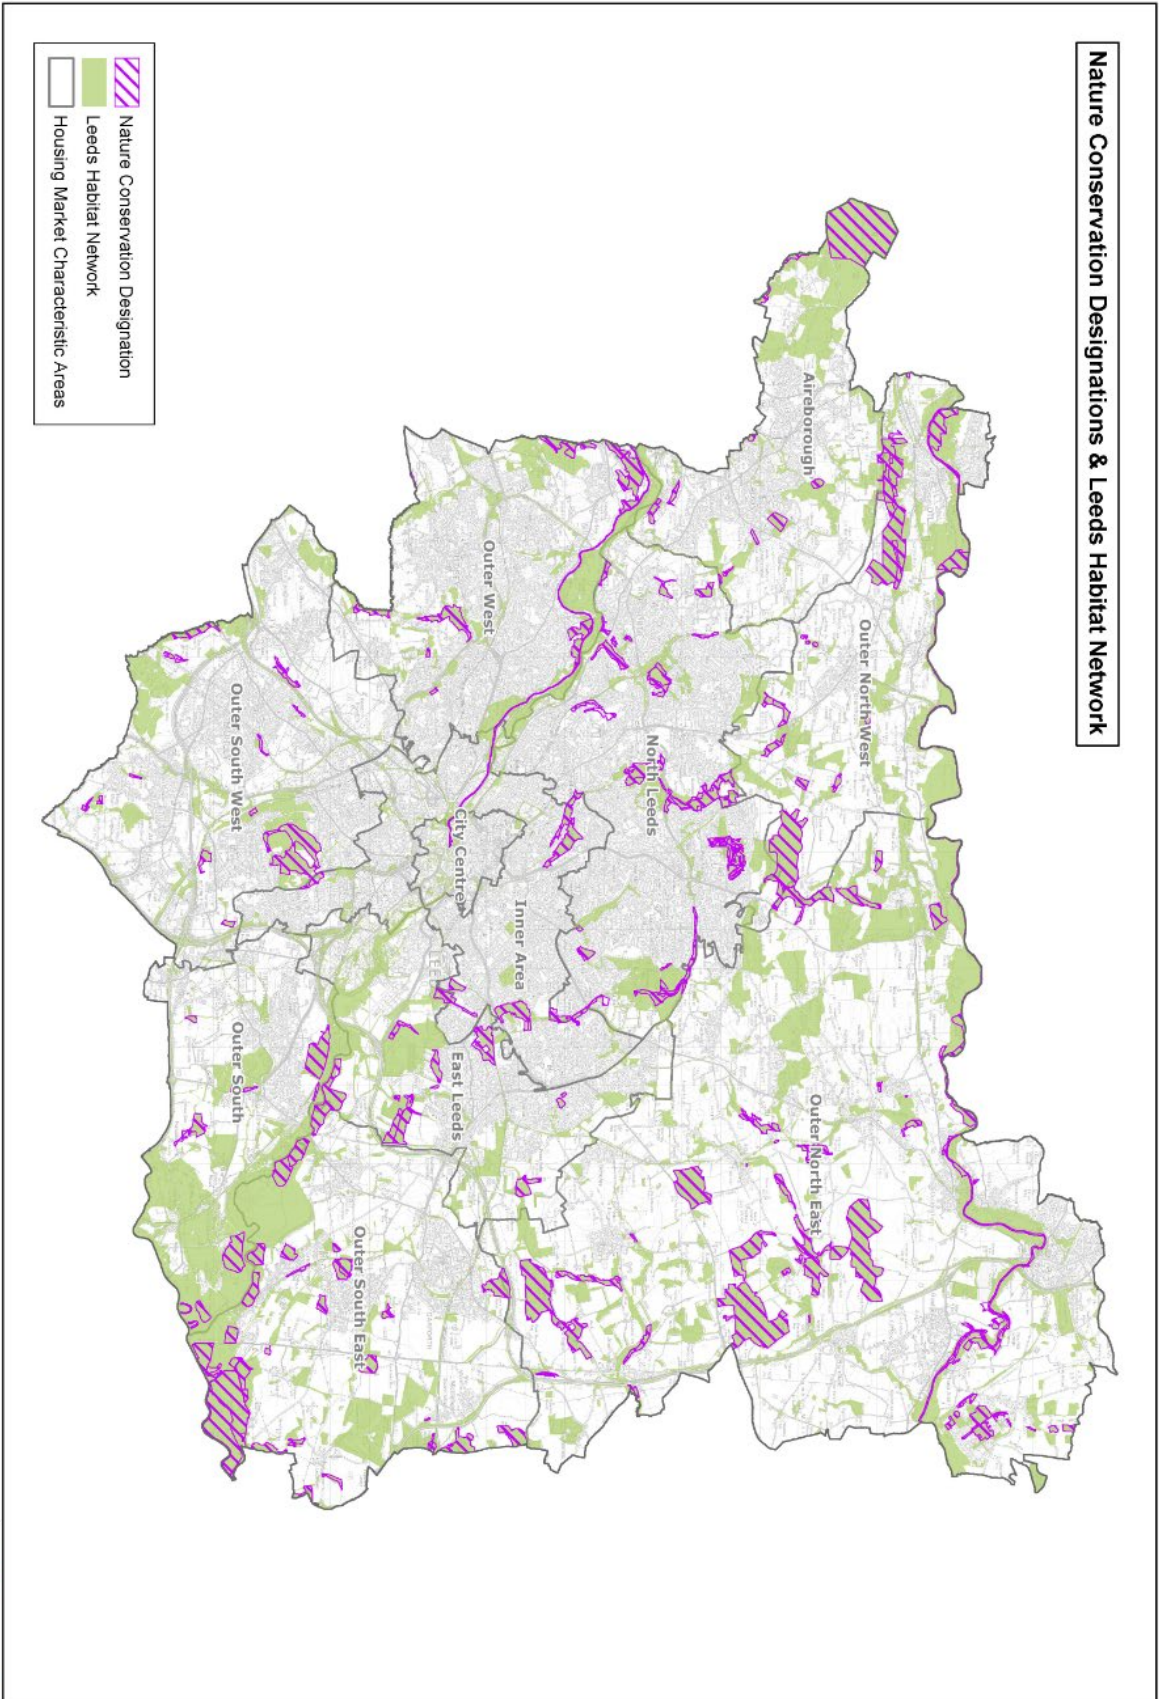 Nature Conservation Designations & Leeds Habitat Network
Aireborough
Outer North West
Outer North East
North Leeds
Outer West
City Centre
Inner Area
East Leeds
Outer South West
Outer South
Outer South East
Nature Conservation Designation
Leeds Habitat Network
Housing Market Characteristic Areas